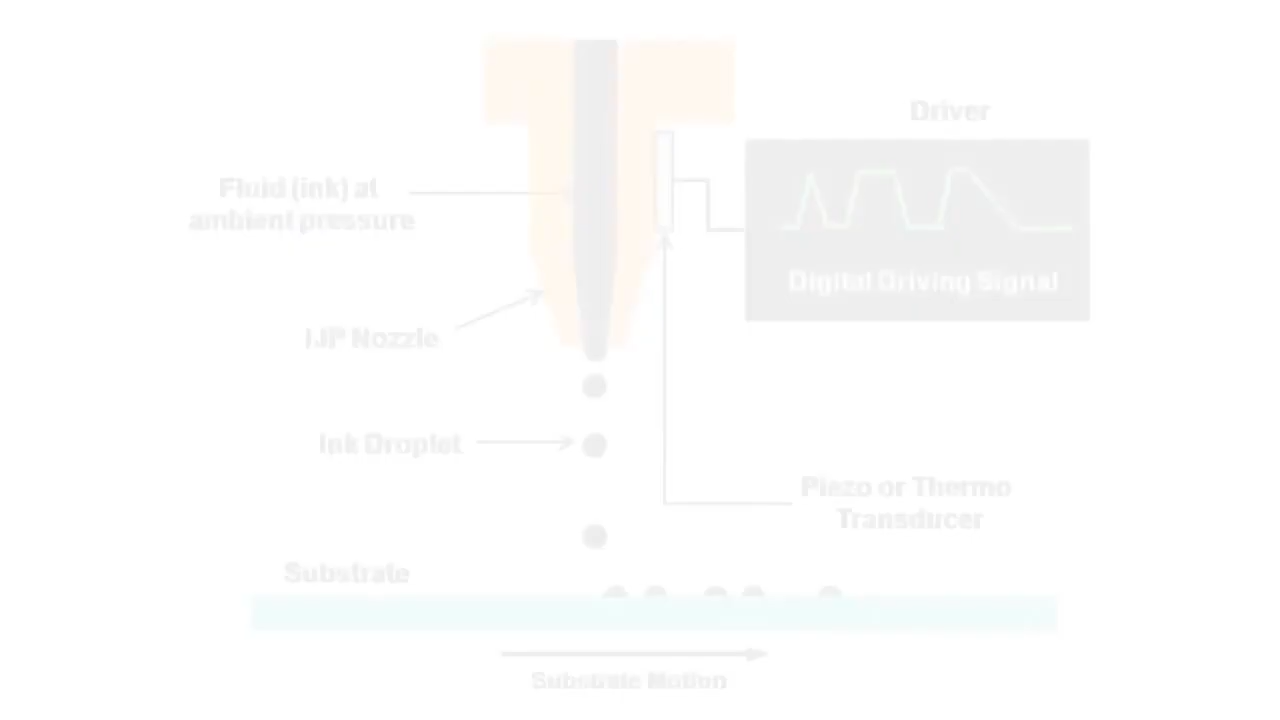 Driver
Fluid (ink) at
ambient pressure
Digital Driving Signal
IJP Nozzle
Ink Droplet
Piezo or Thermo
Transducer
Substrate
Substrate Motion